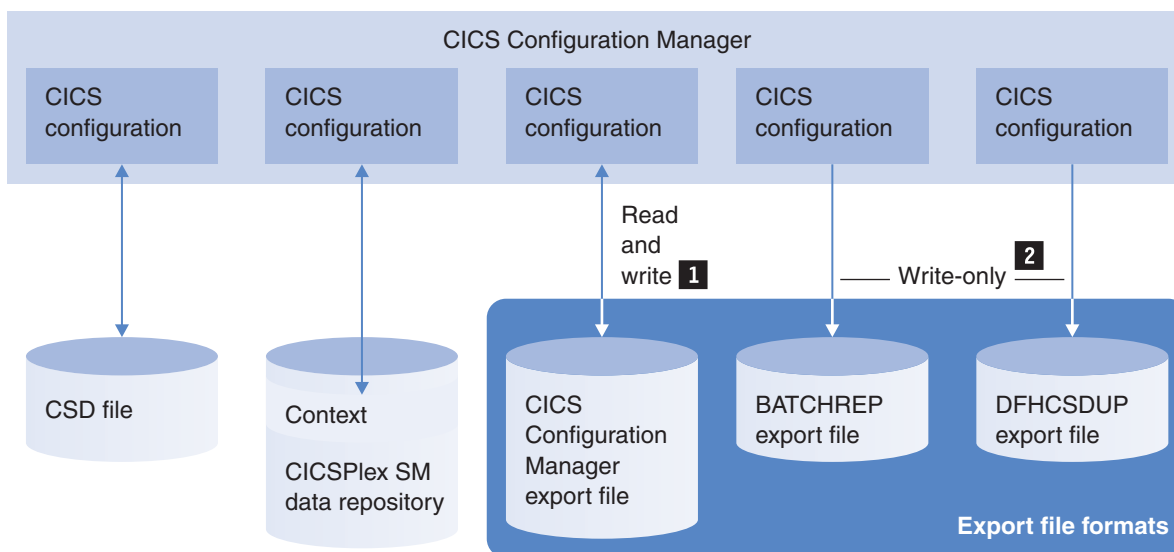 CICS Configuration Manager
CICS
configuration
CICS
configuration
CICS
configuration
CICS
configuration
CICS
configuration
Read
and
write 1
2
Write-only
CSD file
Context
CICSPlex SM
data repository
CICS
Configuration
Manager
export file
BATCHREP
export file
DFHCSDUP
export file
Export file formats